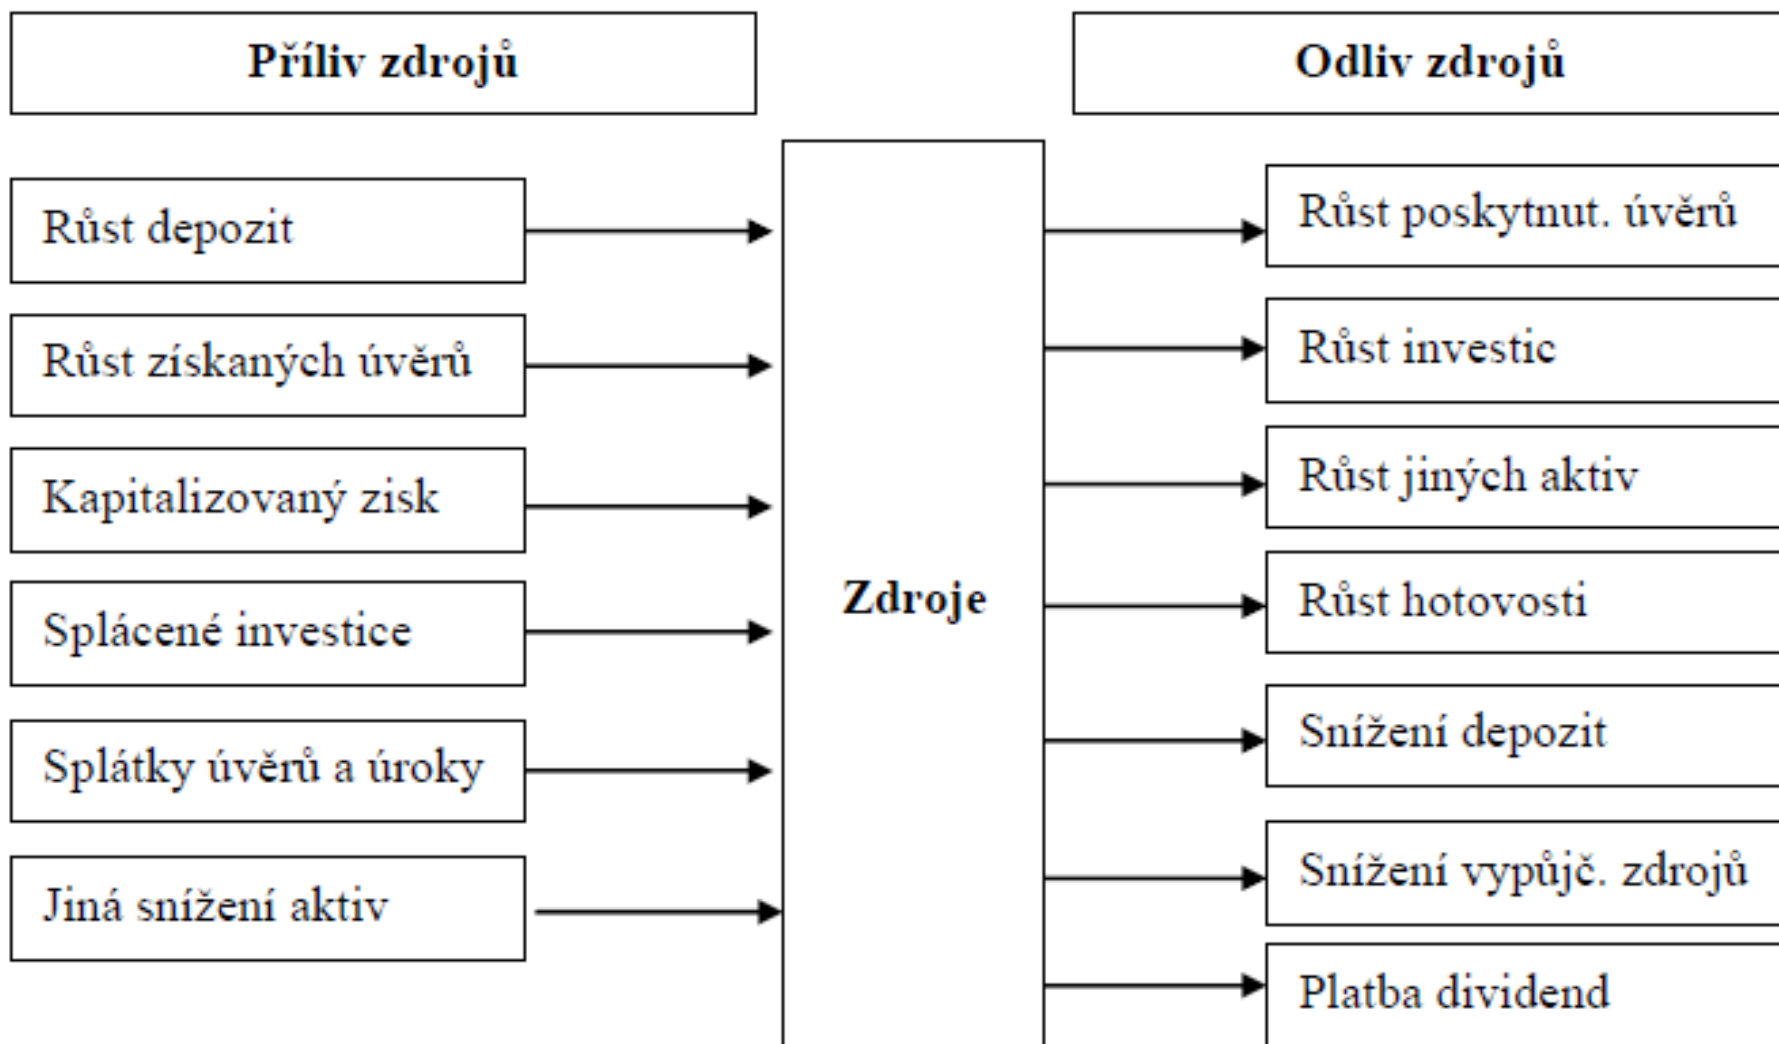 Příliv zdrojů
Odliv zdrojů
Růst depozit
Růst získaných úvěrů
Kapitalizovaný zisk
Splácené investice
Splátky úvěrů a úroky
Jiná snížení aktiv
Zdroje
Růst poskytnut. úvěrů
Růst investic
Růst jiných aktiv
Růst hotovosti
Snížení depozit
Snížení vypůjč. zdrojů
Platba dividend